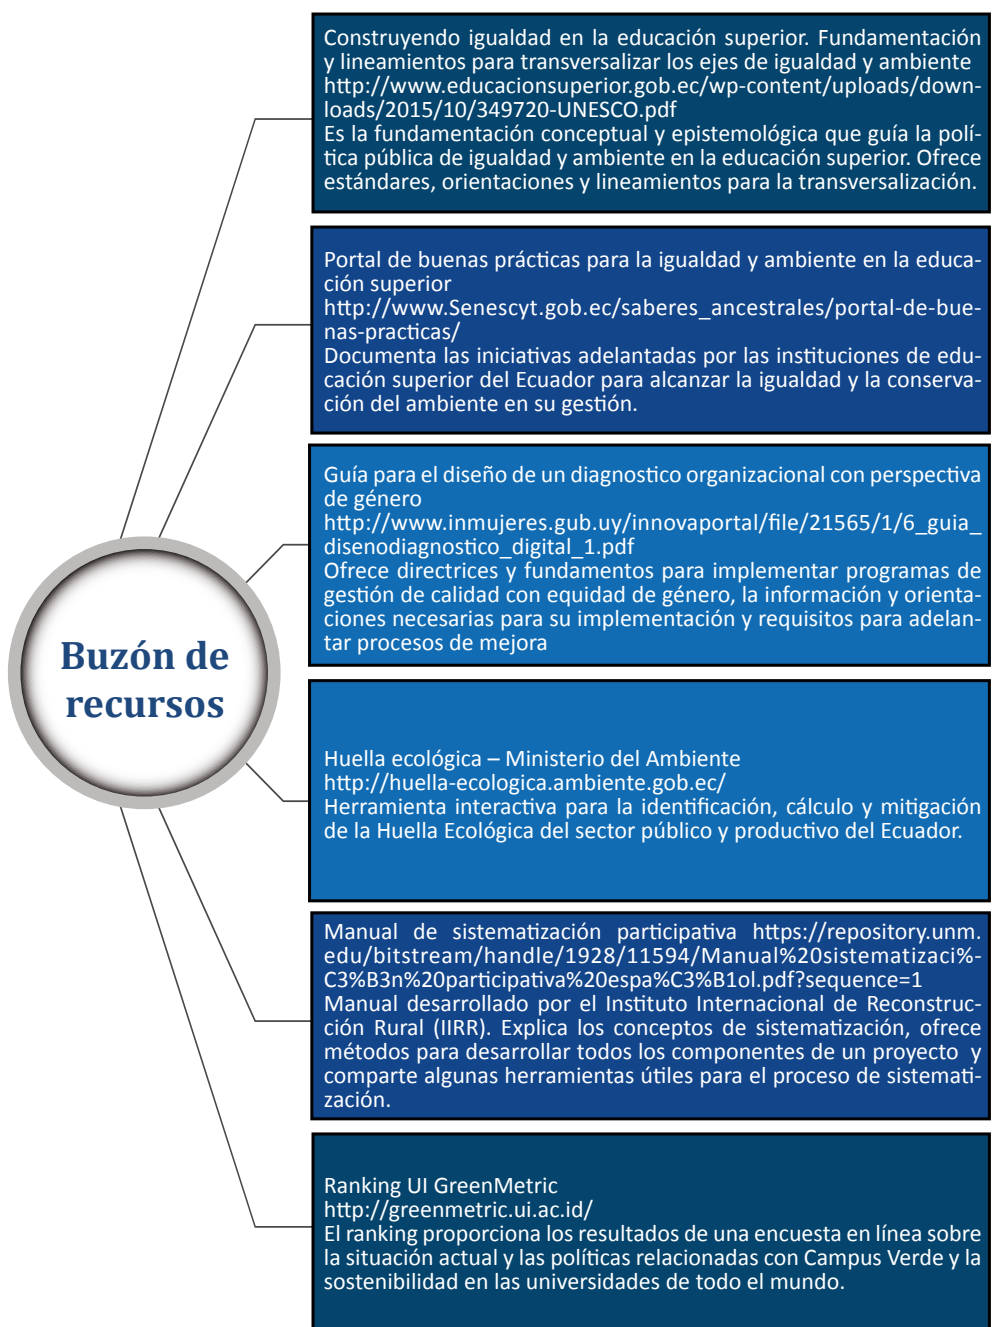 Construyendo igualdad en la educación superior. Fundamentación
y lineamientos para transversalizar los ejes de igualdad y ambiente
http://www.educacionsuperior.gob.ec/wp-content/uploads/down-
loads/2015/10/349720-UNESCO.pdf
Es la fundamentación conceptual y epistemológica que guía la polí-
tica pública de igualdad y ambiente en la educación superior. Ofrece
estándares, orientaciones y lineamientos para la transversalización.
Portal de buenas prácticas para la igualdad y ambiente en la educa-
ción superior
http://www.Senescyt.gob.ec/saberes_ancestrales/portal-de-bue-
nas-practicas/
Documenta las iniciativas adelantadas por las instituciones de edu-
cación superior del Ecuador para alcanzar la igualdad y la conserva-
ción del ambiente en su gestión.
Guía para el diseño de un diagnostico organizacional con perspectiva
de género
http://www.inmujeres.gub.uy/innovaportal/file/21565/1/6_guia_
disenodiagnostico_digital_1.pdf
Ofrece directrices y fundamentos para implementar programas de
gestión de calidad con equidad de género, la información y orienta-
ciones necesarias para su implementación y requisitos para adelan-
tar procesos de mejora
Buzón de
recursos
Huella ecológica – Ministerio del Ambiente
http://huella-ecologica.ambiente.gob.ec/
Herramienta interactiva para la identificación, cálculo y mitigación
de la Huella Ecológica del sector público y productivo del Ecuador.
Manual de sistematización participativa https://repository.unm.
edu/bitstream/handle/1928/11594/Manual%20sistematizaci%-
C3%B3n%20participativa%20espa%C3%B1ol.pdf?sequence=1
Manual desarrollado por el Instituto Internacional de Reconstruc-
ción Rural (IIRR). Explica los conceptos de sistematización, ofrece
métodos para desarrollar todos los componentes de un proyecto y
comparte algunas herramientas útiles para el proceso de sistemati-
zación.
Ranking UI GreenMetric
http://greenmetric.ui.ac.id/
El ranking proporciona los resultados de una encuesta en línea sobre
la situación actual y las políticas relacionadas con Campus Verde y la
sostenibilidad en las universidades de todo el mundo.